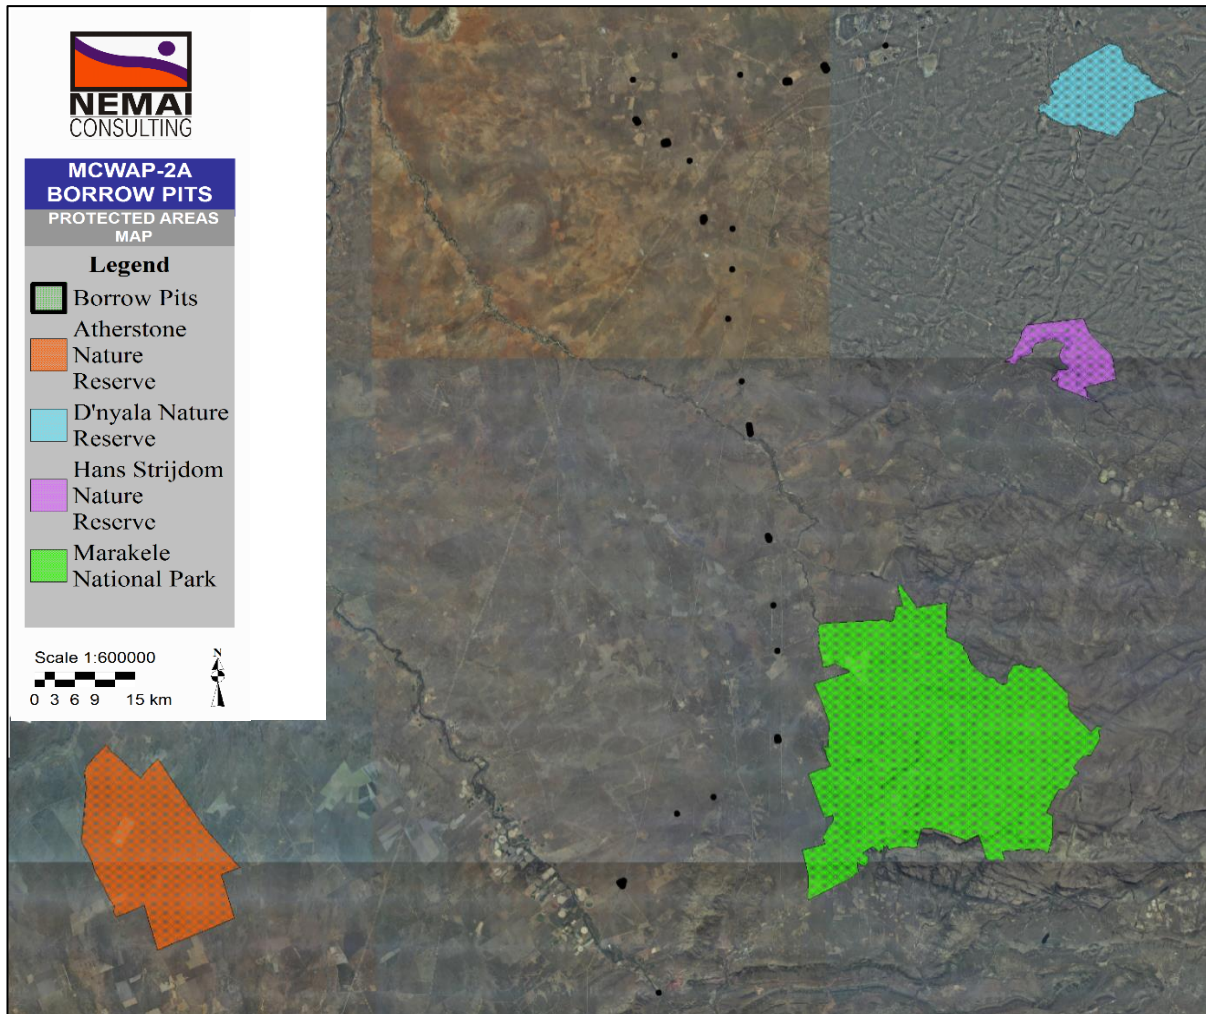 NEMAI
CONSULTING
MCWAP-2A
BORROW PITS
PROTECTED AREAS
MAP
Legend
Borrow Pits
Atherstone
Nature
Reserve
D'nyala Nature
Reserve
Hans Strijdom
Nature
Reserve
Marakele
National Park
Scale 1:600000
N
0 3 6 9 15 km